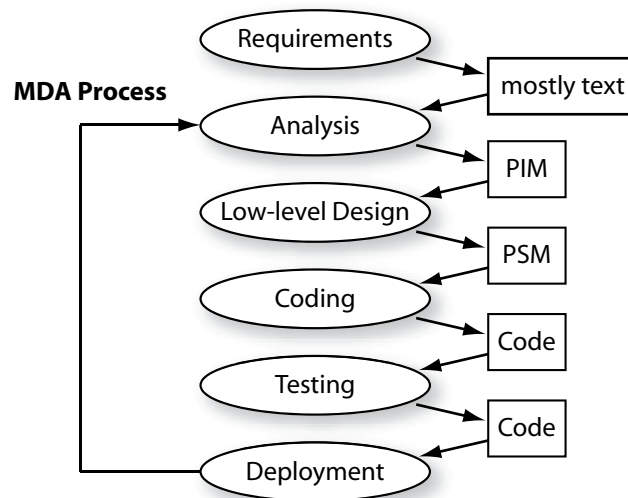 Requirements
mostly text
MDA Process
Analysis
PIM
Low-level Design
PSM
Coding
Code
Testing
Code
Deployment